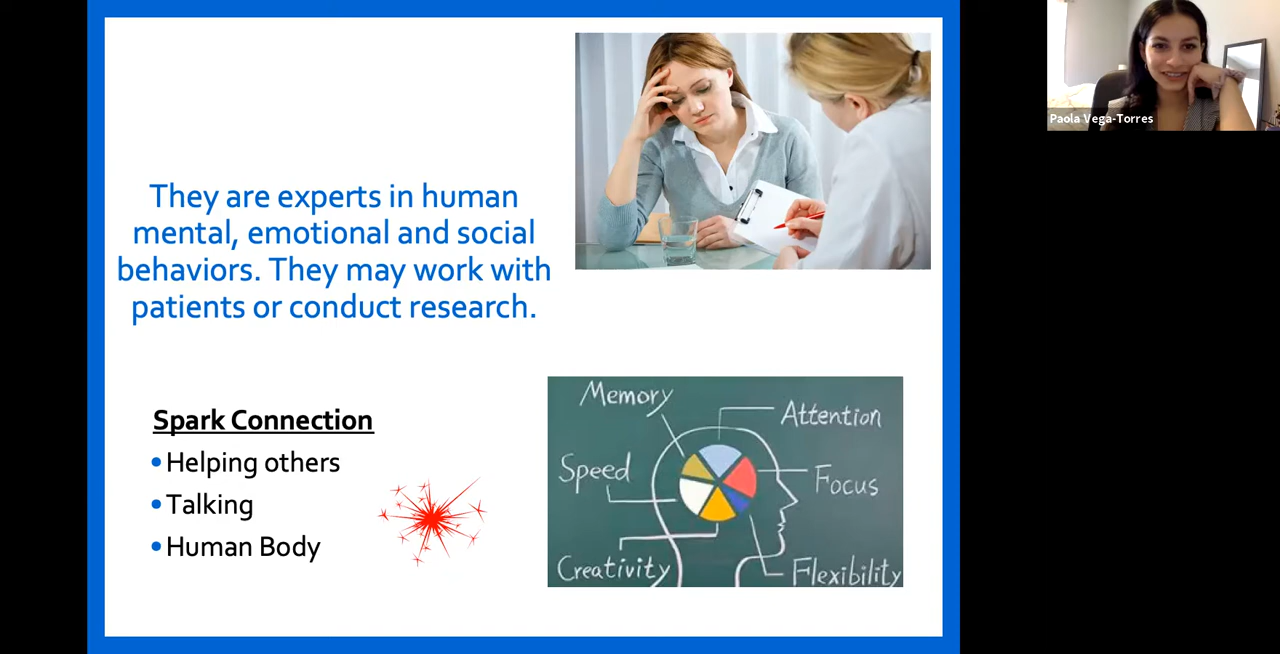 They are experts in human
mental, emotional and social
behaviors. They may work with
patients or conduct research.
Spark Connection
• Helping others
• Talking
• Human Body
Memory
Attention
Speed
Focus
Creativity
Flexibility
Paola Vega-Torres